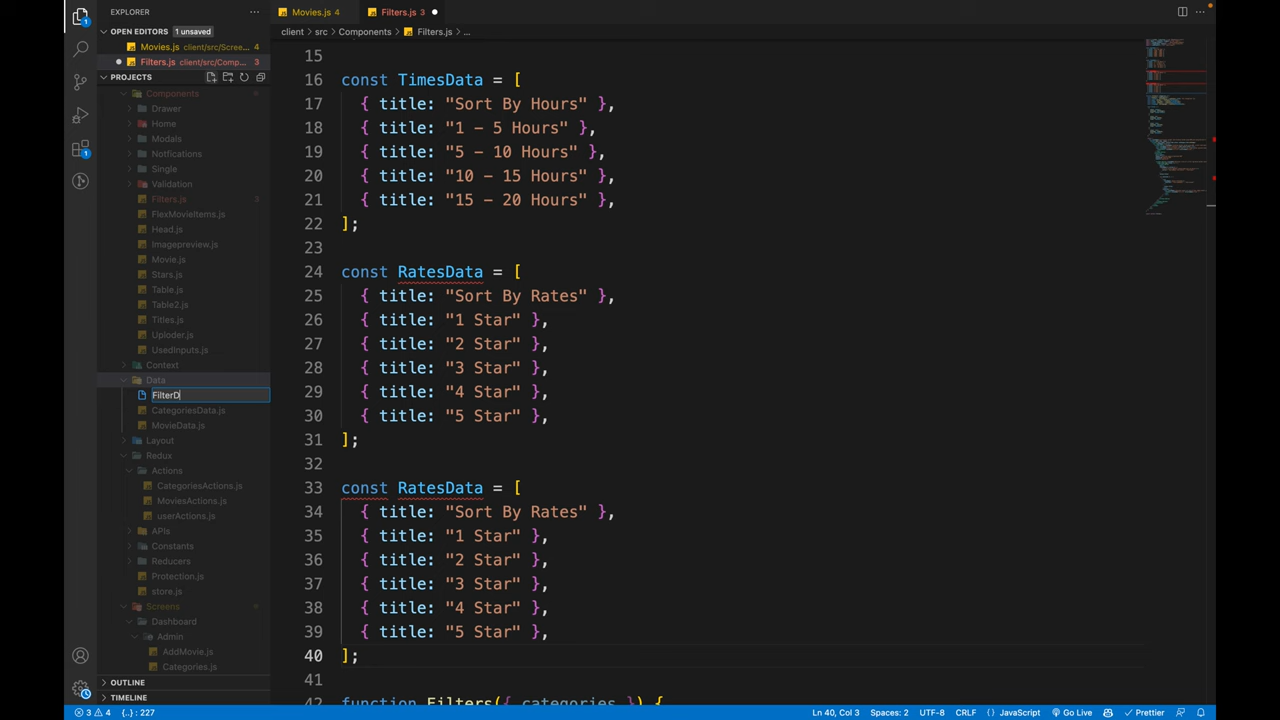 EXPLORER
Movies.js 4
Filters.js 3
OPEN EDITORS 1 unsaved
Movies.js client/src/Scree... 4
Filters.js client/src/Comp... 3
PROJECTS
Components
Drawer
Home
Modals
Notfications
Single
Validation
Filters.js 3
FlexMovieItems.js
Head.js
Imagepreview.js
Movie.js
Stars.js
Table.js
Table2.js
Titles.js
Uploder.js
UsedInputs.js
Context
Data
FilterD
CategoriesData.js
MovieData.js
Layout
Redux
Actions
CategoriesActions.js
MoviesActions.js
userActions.js
APIs
Constants
Reducers
Protection.js
store.js
Screens
Dashboard
Admin
AddMovie.js
Categories.js
OUTLINE
TIMELINE
client > src > Components > Filters.js > ...
15
16 const TimesData = [
17 { title: "Sort By Hours" },
18 { title: "1 - 5 Hours" },
19 { title: "5 - 10 Hours" },
20 { title: "10 - 15 Hours" },
21 { title: "15 - 20 Hours" },
22 ];
23
24 const RatesData = [
25 { title: "Sort By Rates" },
26 { title: "1 Star" },
27 { title: "2 Star" },
28 { title: "3 Star" },
29 { title: "4 Star" },
30 { title: "5 Star" },
31 ];
32
33 const RatesData = [
34 { title: "Sort By Rates" },
35 { title: "1 Star" },
36 { title: "2 Star" },
37 { title: "3 Star" },
38 { title: "4 Star" },
39 { title: "5 Star" },
40 ];
41
42 function Filters({ categories }) {
3 4 {..}: 227
Ln 40, Col 3 Spaces: 2 UTF-8 CRLF {} JavaScript Go Live Prettier